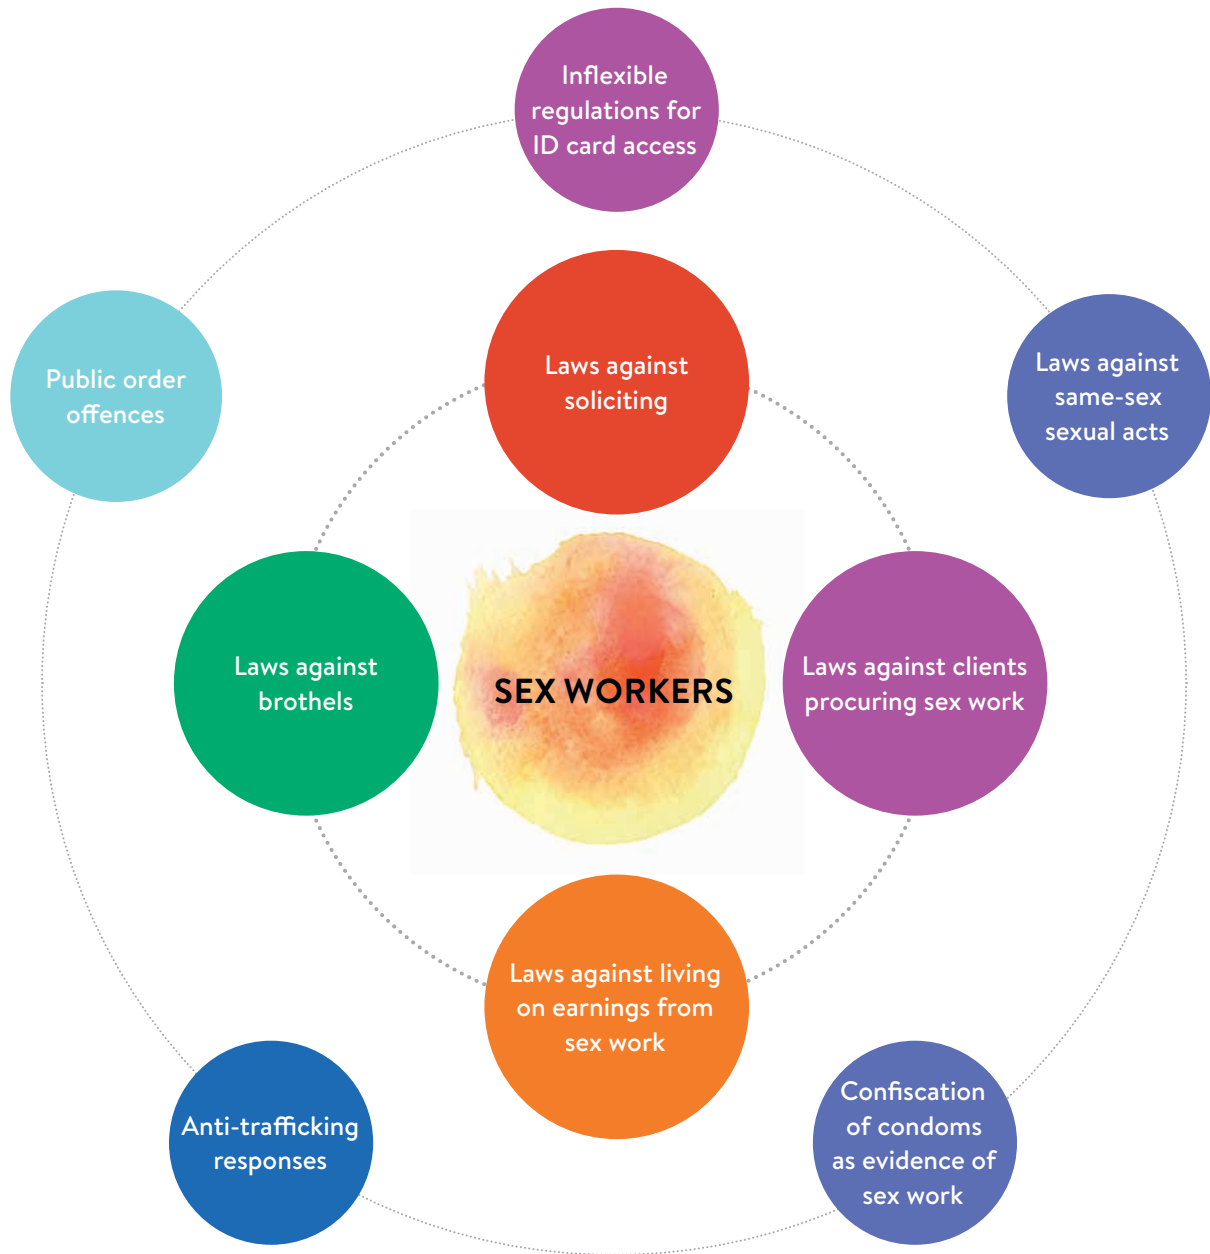 Inflexible
regulations for
ID card access
Laws against
soliciting
Public order
offences
Laws against
same-sex
sexual acts
Laws against
brothels
SEX WORKERS
Laws against clients
procuring sex work
Laws against living
on earnings from
sex work
Anti-trafficking
responses
Confiscation
of condoms
as evidence of
sex work